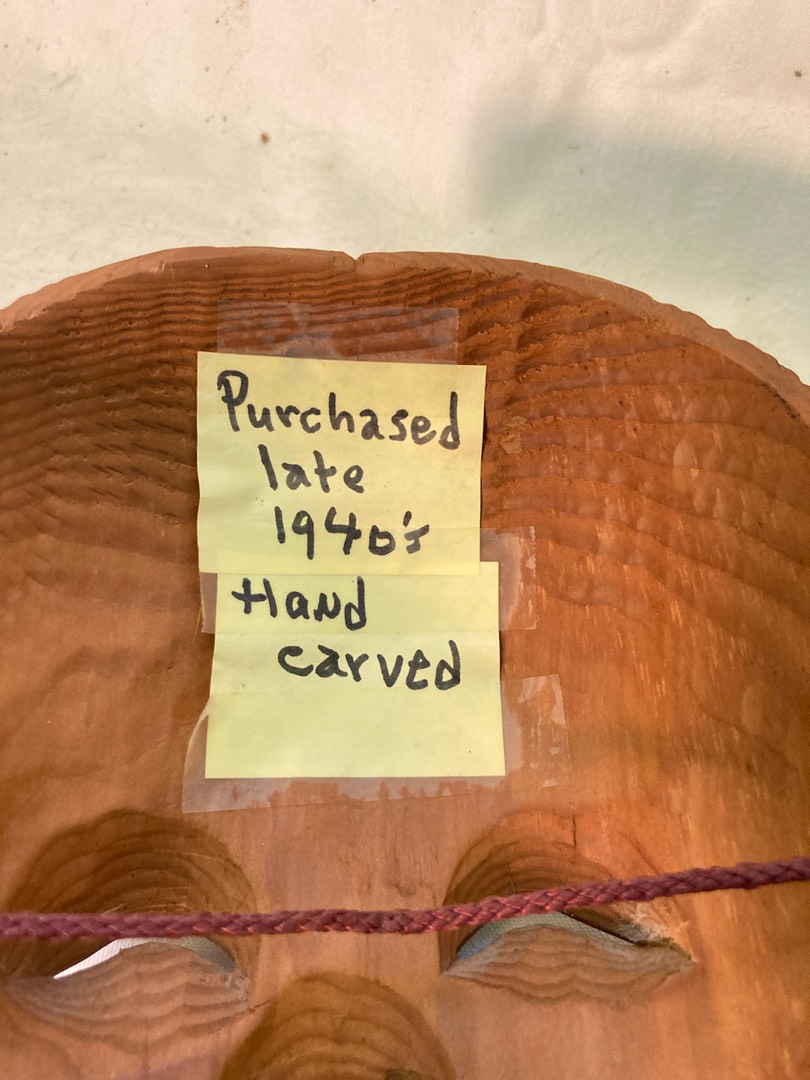 Purchased
late
1940's
Hand
carved